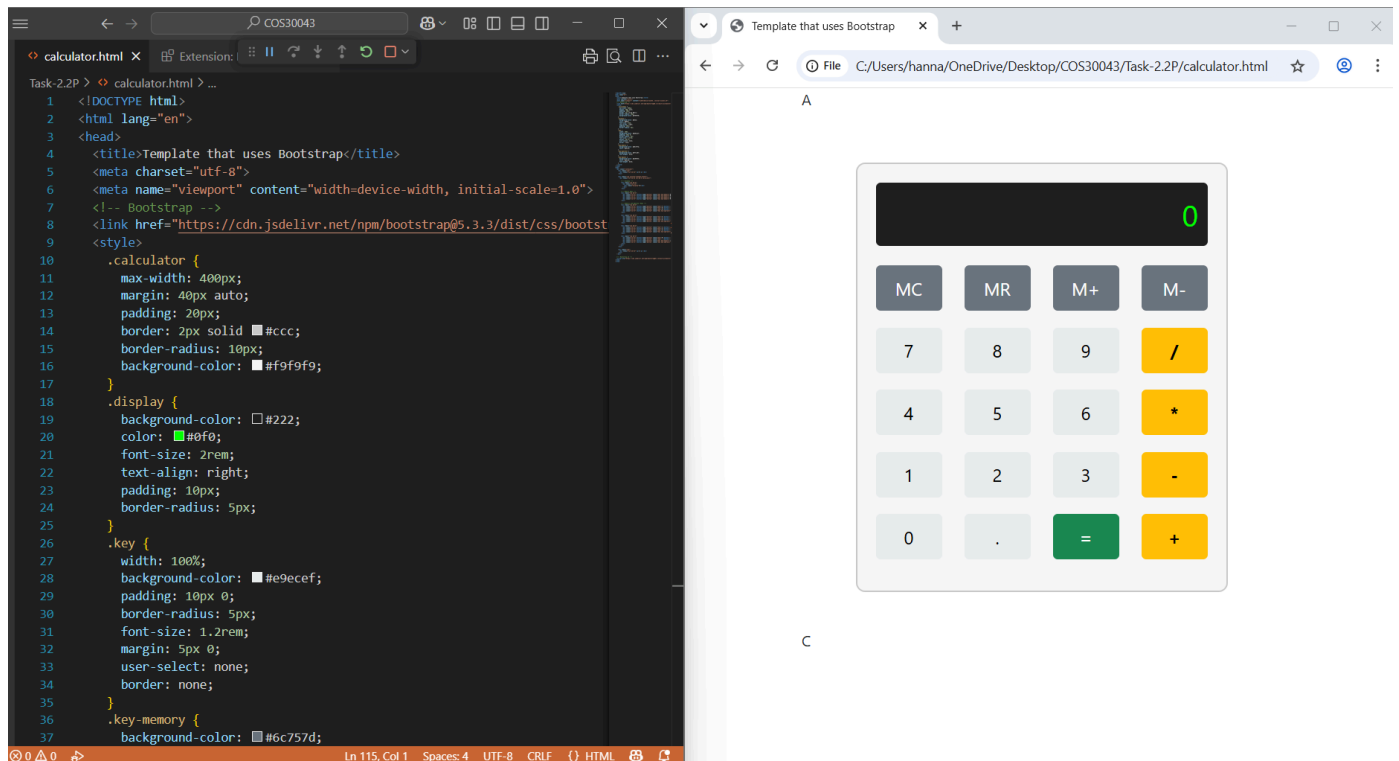 COS30043
calculator.html
Extension:
Task-2.2P > calculator.html > ...
1 <!DOCTYPE html>
2 <html lang="en">
3 <head>
4 <title>Template that uses Bootstrap</title>
5 <meta charset="utf-8">
6 <meta name="viewport" content="width=device-width, initial-scale=1.0">
7 <!-- Bootstrap -->
8 <link href="https://cdn.jsdelivr.net/npm/bootstrap@5.3.3/dist/css/bootst
9 <style>
10 .calculator {
11 max-width: 400px;
12 margin: 40px auto;
13 padding: 20px;
14 border: 2px solid #ccc;
15 border-radius: 10px;
16 background-color: #f9f9f9;
17 }
18 .display {
19 background-color: #222;
20 color: #0f0;
21 font-size: 2rem;
22 text-align: right;
23 padding: 10px;
24 border-radius: 5px;
25 }
26 .key {
27 width: 100%;
28 background-color: #e9ecef;
29 padding: 10px 0;
30 border-radius: 5px;
31 font-size: 1.2rem;
32 margin: 5px 0;
33 user-select: none;
34 border: none;
35 }
36 .key-memory {
37 background-color: #6c757d;
0 0 Ln 115, Col 1 Spaces: 4 UTF-8 CRLF {} HTML
Template that uses Bootstrap
File C:/Users/hanna/OneDrive/Desktop/COS30043/Task-2.2P/calculator.html
A
0
MC MR M+ M-
7 8 9 /
4 5 6 *
1 2 3 -
0 . = +
C